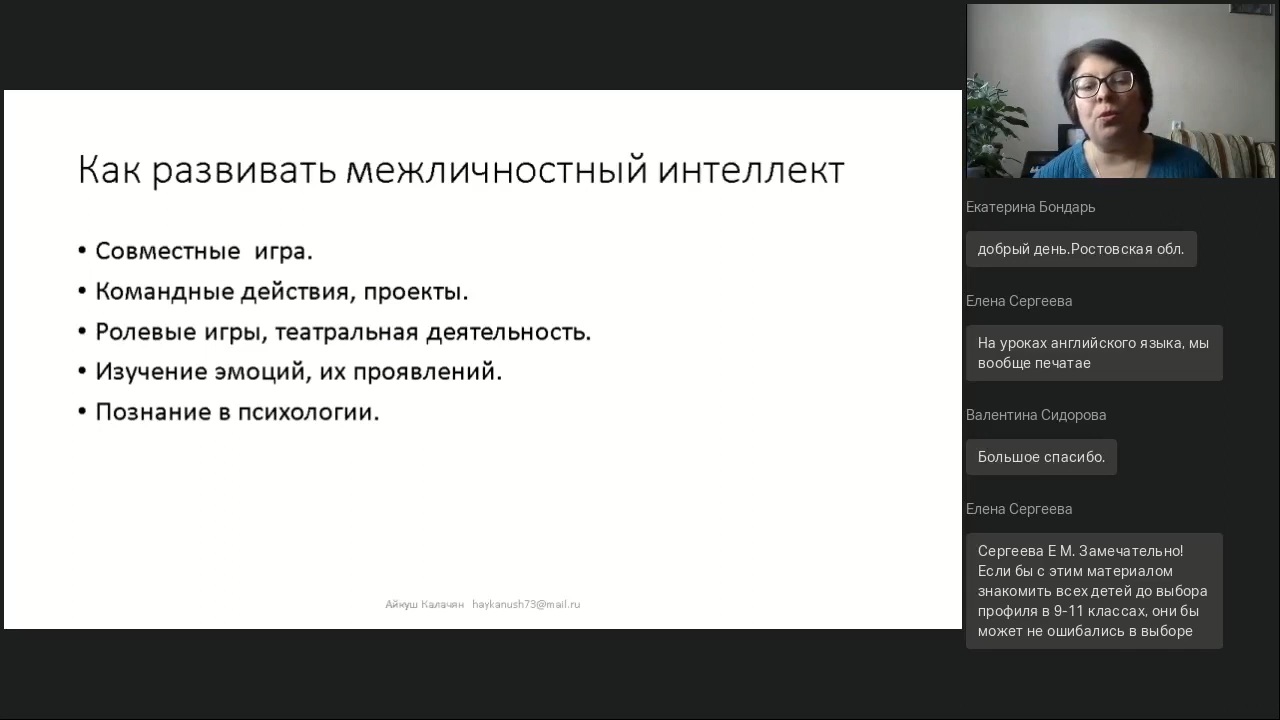 Как развивать межличностный интеллект
• Совместные игра.
• Командные действия, проекты.
• Ролевые игры, театральная деятельность.
• Изучение эмоций, их проявлений.
• Познание в психологии.
Айкуш Калачян haykanush73@mail.ru
Екатерина Бондарь
добрый день.Ростовская обл.
Елена Сергеева
На уроках английского языка, мы
вообще печатае
Валентина Сидорова
Большое спасибо.
Елена Сергеева
Сергеева Е М. Замечательно!
Если бы с этим материалом
знакомить всех детей до выбора
профиля в 9-11 классах, они бы
может не ошибались в выборе